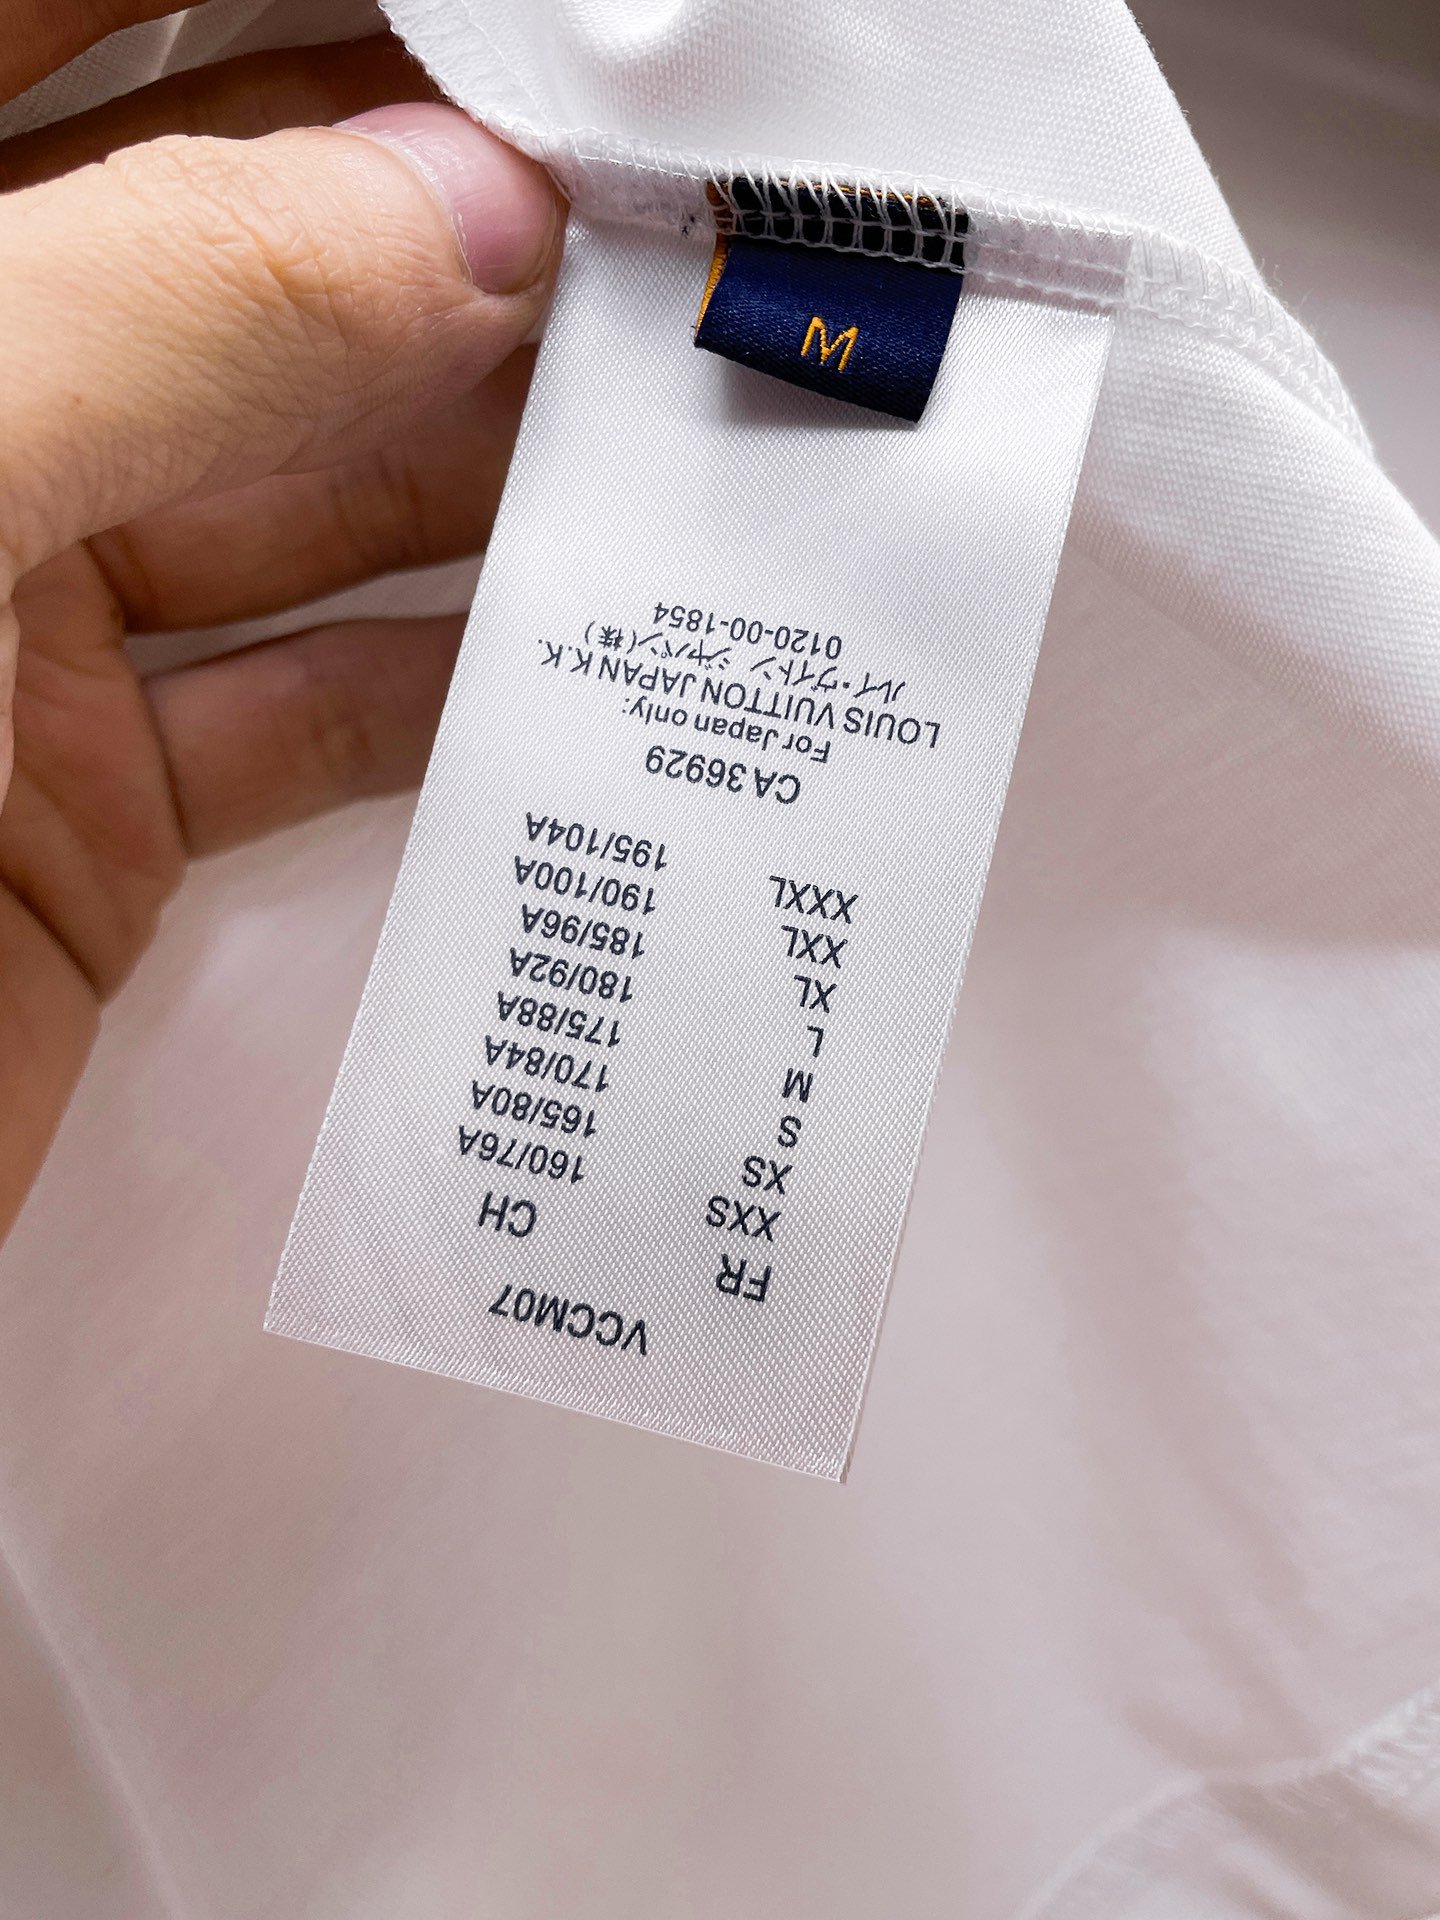 M
VCCM07
FR CH
XXS 160/76A
XS 165/80A
S 170/84A
M 175/88A
L 180/92A
XL 185/96A
XXL 190/100A
XXXL 195/104A
CA 36929
For Japan only:
LOUIS VUITTON JAPAN K.K.
ルイ・ヴィトン ジャパン(株)
0120-00-1854